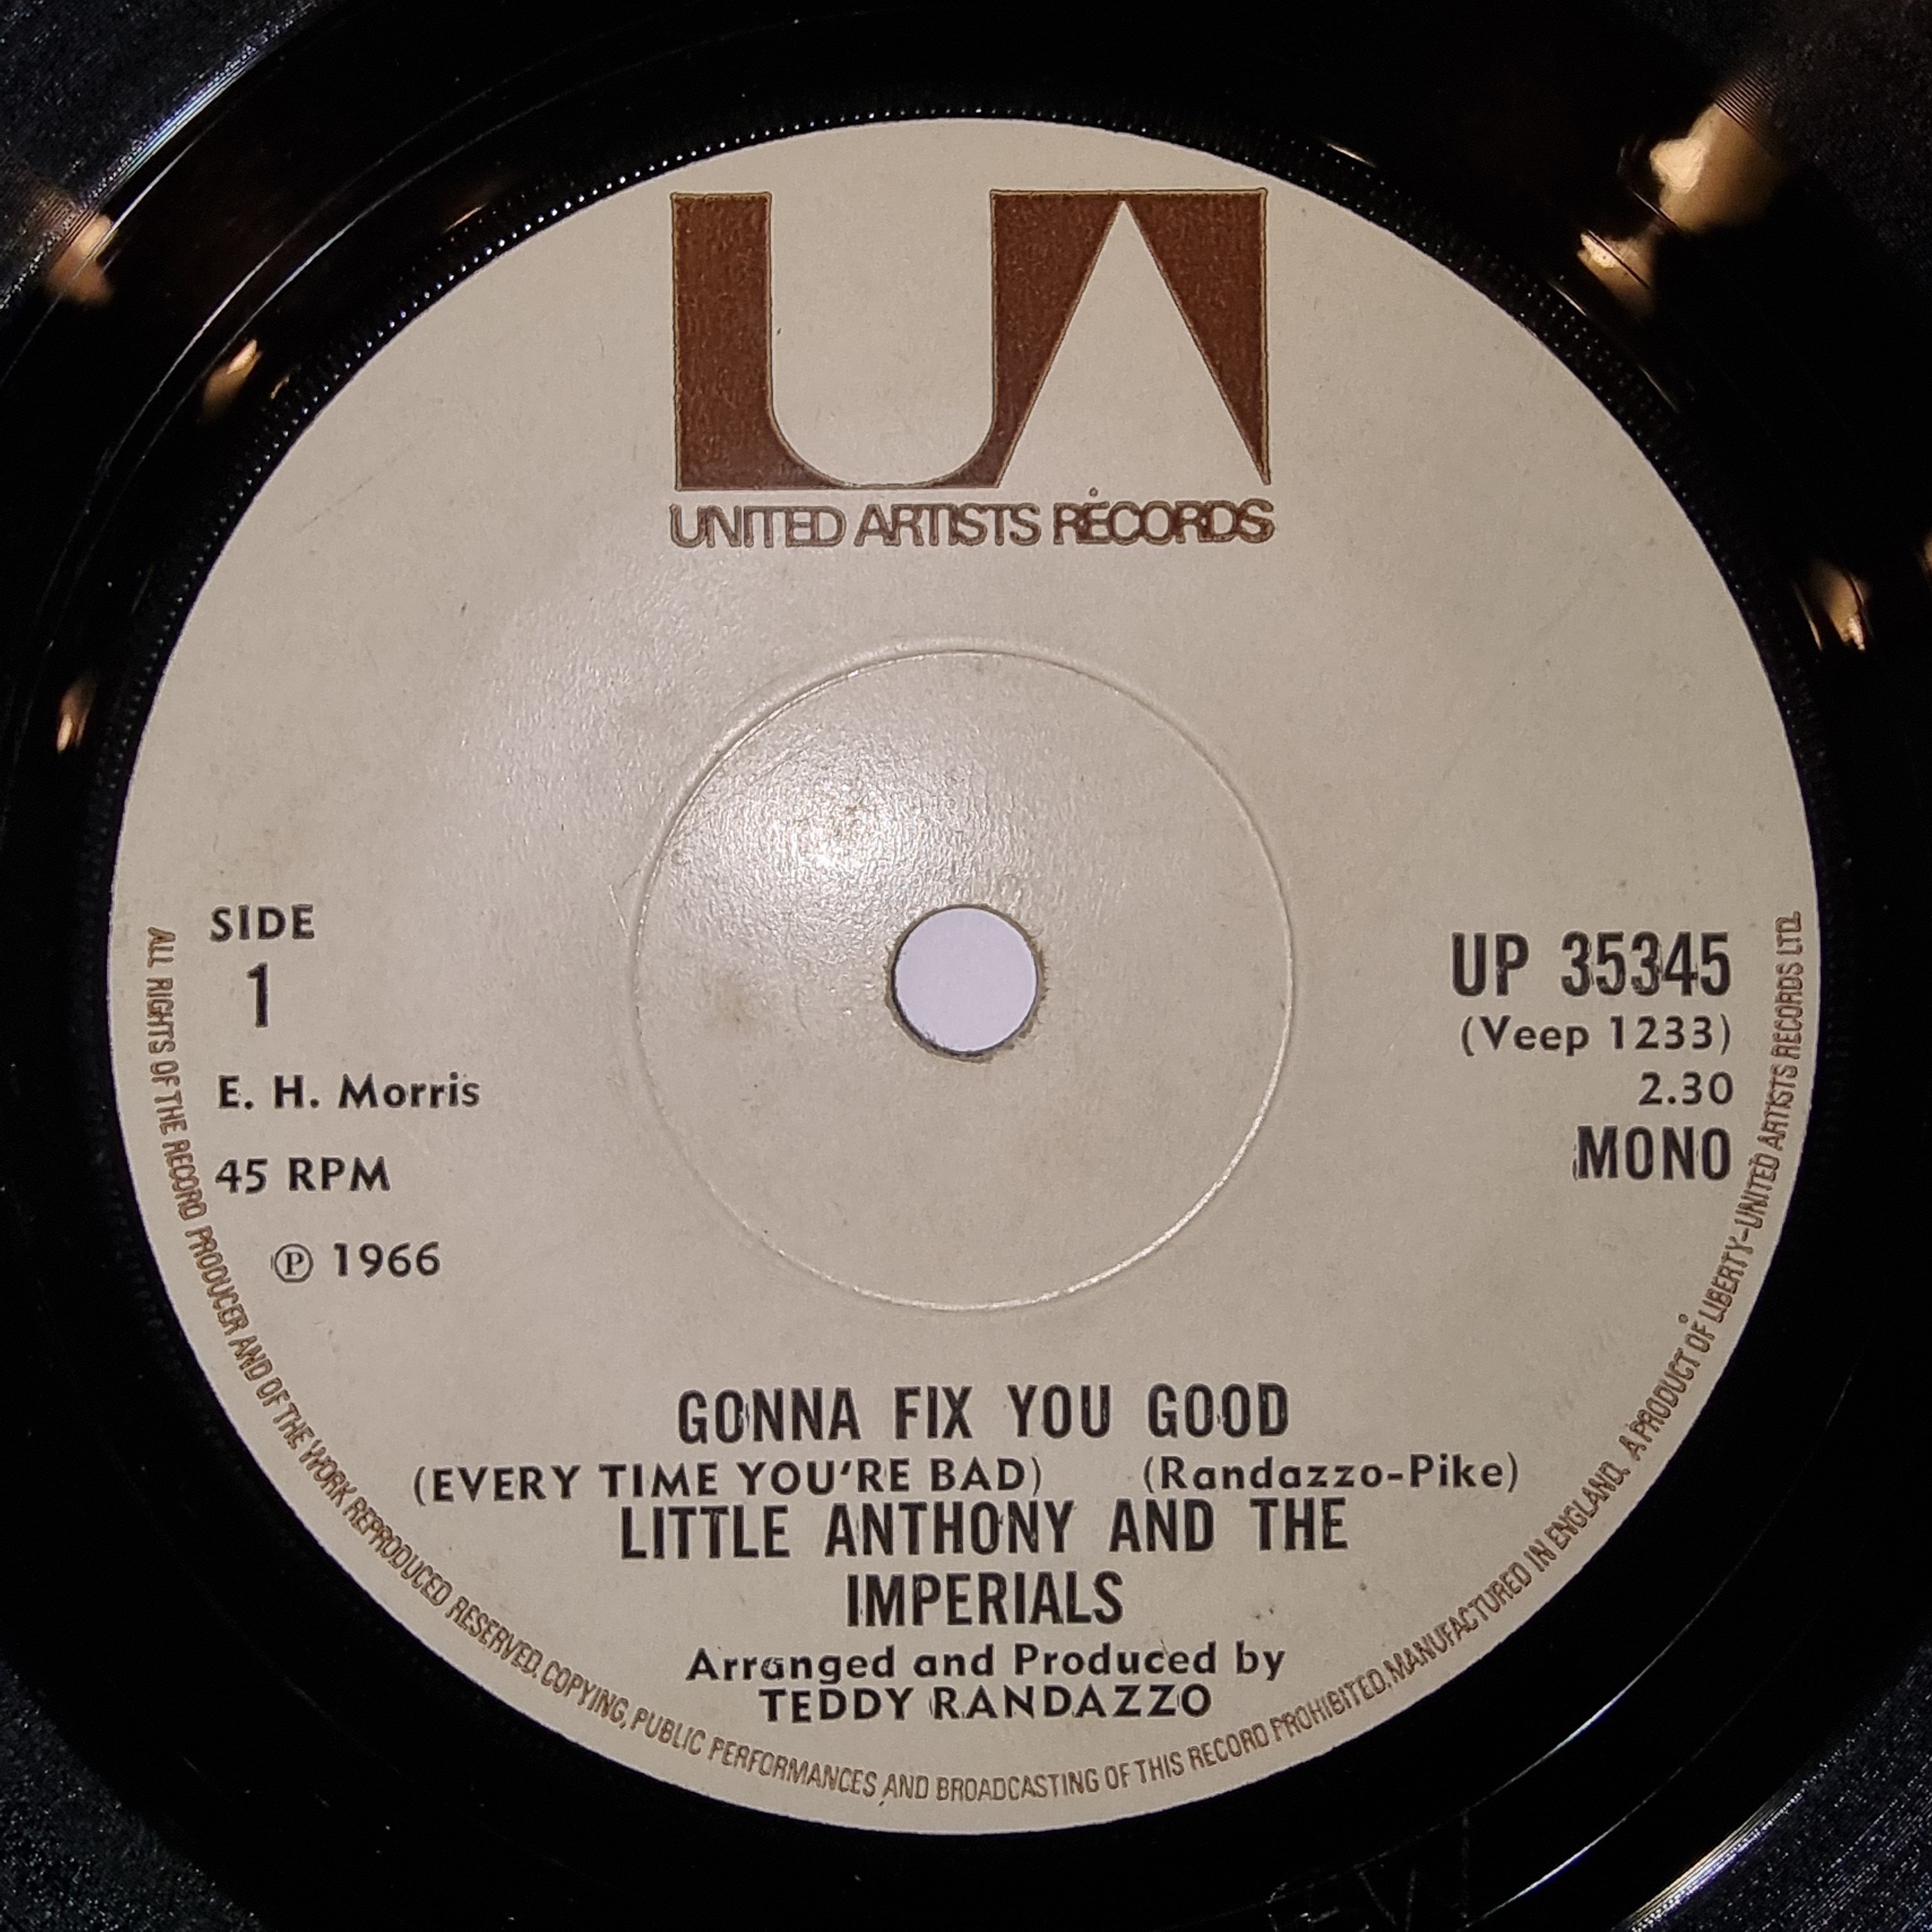 UA
UNITED ARTISTS RECORDS
SIDE
1
E. H. Morris
45 RPM
℗ 1966
UP 35345
(Veep 1233)
2.30
MONO
GONNA FIX YOU GOOD
(EVERY TIME YOU'RE BAD) (Randazzo-Pike)
LITTLE ANTHONY AND THE
IMPERIALS
Arranged and Produced by
TEDDY RANDAZZO
ALL RIGHTS OF THE RECORD PRODUCER AND OF THE WORK REPRODUCED RESERVED. COPYING, PUBLIC PERFORMANCES AND BROADCASTING OF THIS RECORD PROHIBITED. MANUFACTURED IN ENGLAND. A PRODUCT OF LIBERTY-UNITED ARTISTS RECORDS LTD.